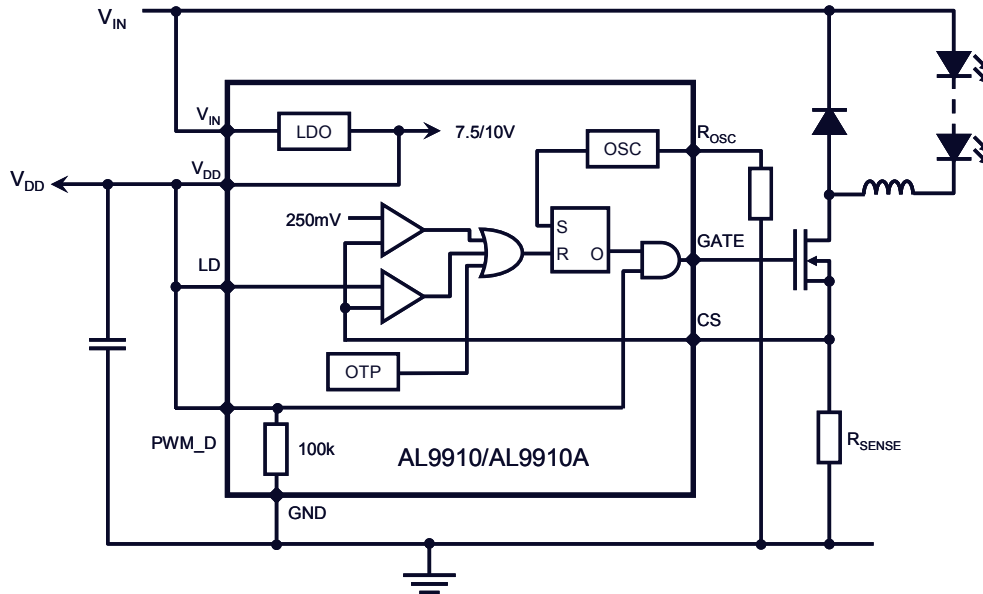 VIN
VIN
LDO
7.5/10V
ROSC
OSC
VDD
VDD
250mV
S
R O
GATE
LD
CS
OTP
PWM_D
100k
AL9910/AL9910A
RSENSE
GND